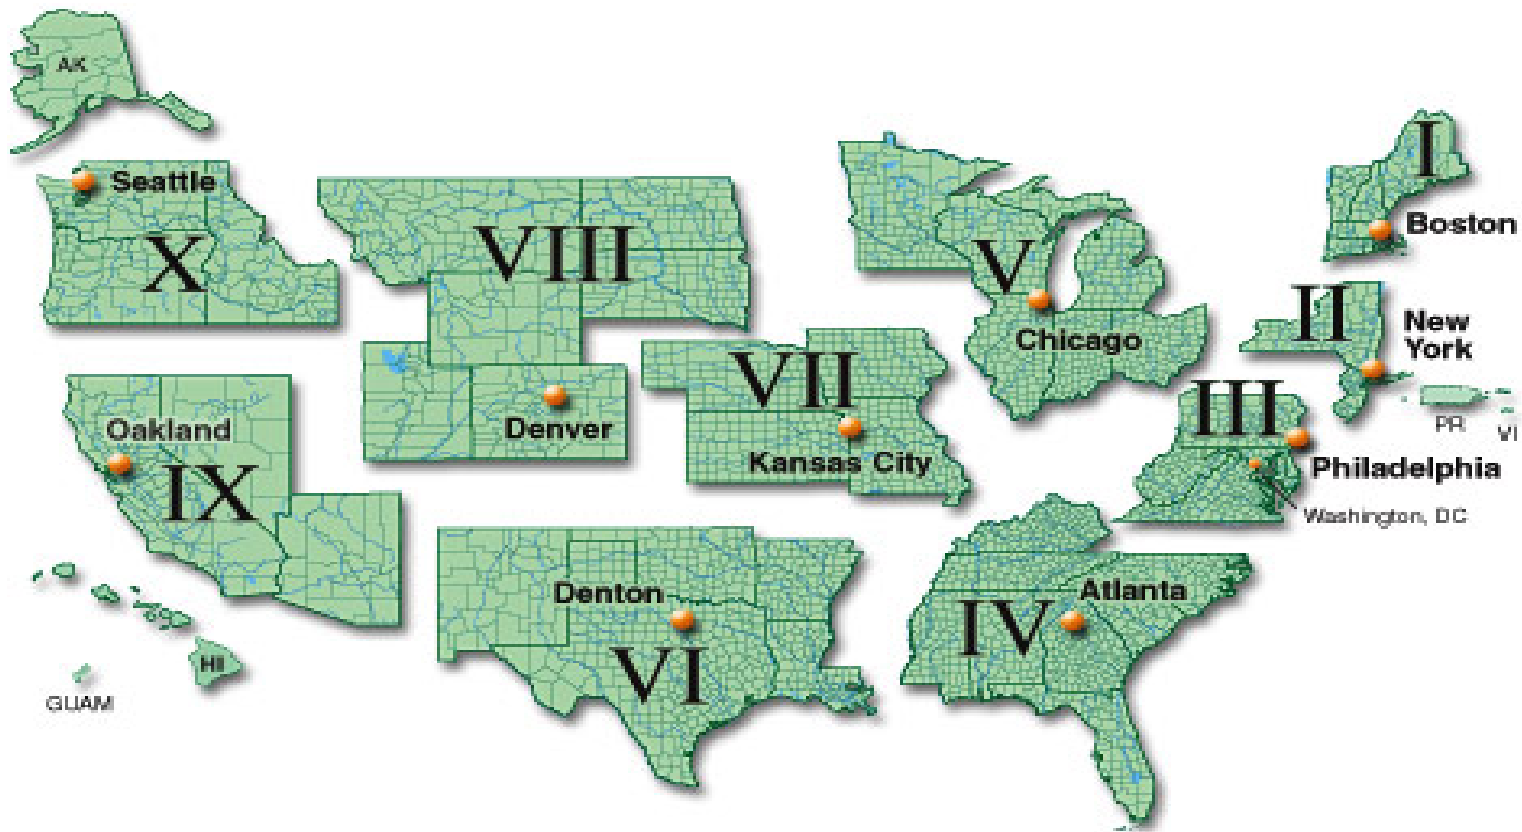 AK
Seattle
X
VIII
V
Chicago
I
Boston
II
New
York
PR
VI
III
Philadelphia
Washington, DC
VII
Kansas City
Denver
Oakland
IX
HI
GUAM
Denton
VI
IV
Atlanta